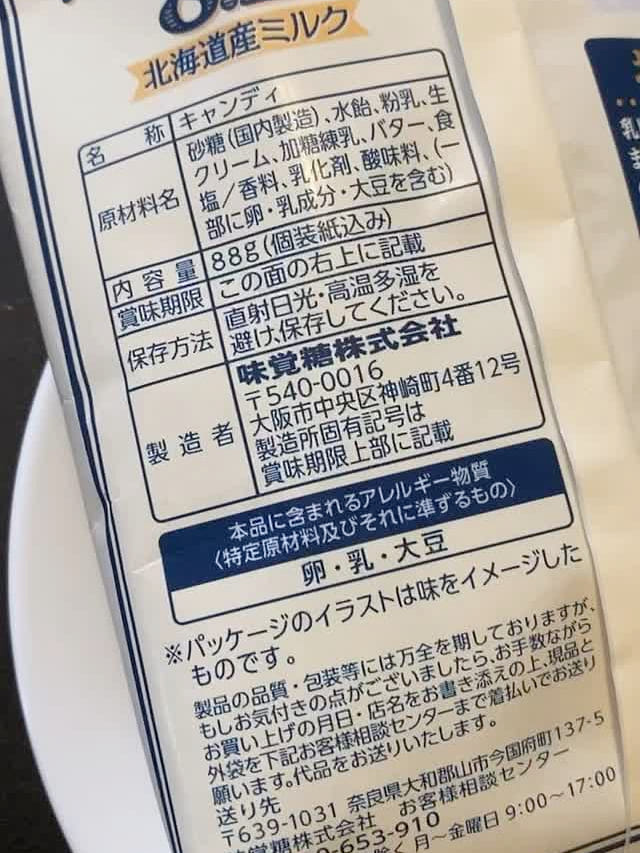 北海道産ミルク
名称 キャンディ
原材料名 砂糖(国内製造)、水飴、粉乳、生
クリーム、加糖練乳、バター、食
塩/香料、乳化剤、酸味料、(一
部に卵・乳成分・大豆を含む)
内容量 88g(個装紙込み)
賞味期限 この面の右上に記載
保存方法 直射日光・高温多湿を
避け、保存してください。
製造者 味覚糖株式会社
〒540-0016
大阪市中央区神崎町4番12号
製造所固有記号は
賞味期限上部に記載
本品に含まれるアレルギー物質
〈特定原材料及びそれに準ずるもの〉
卵・乳・大豆
※パッケージのイラストは味をイメージした
ものです。
製品の品質・包装等には万全を期しておりますが、
もしお気付きの点がございましたら、お手数ながら
お買い上げの月日・店名をお書き添えの上、現品と
外袋を下記お客様相談センターまで着払いでお送り
願います。代品をお送りいたします。
送り先
〒639-1031 奈良県大和郡山市今国府町137-5
味覚糖株式会社 お客様相談センター
0-653-910
除く月〜金曜日 9:00〜17:00